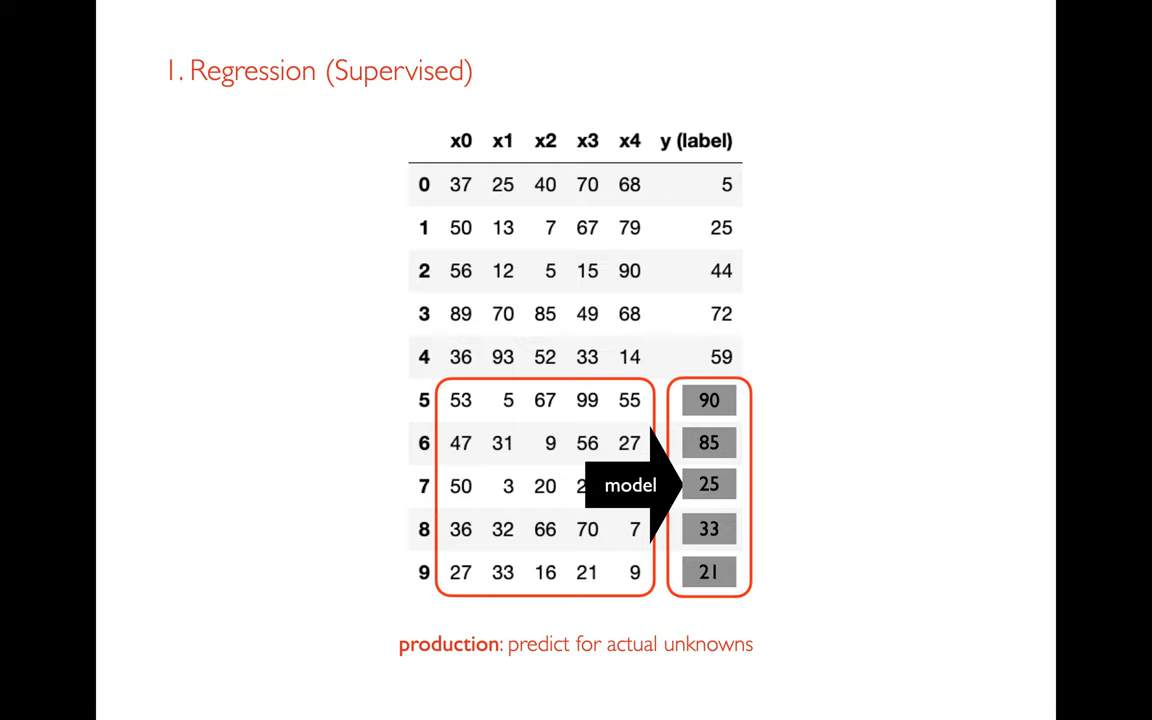 1. Regression (Supervised)
x0 x1 x2 x3 x4 y (label)
0 37 25 40 70 68 5
1 50 13 7 67 79 25
2 56 12 5 15 90 44
3 89 70 85 49 68 72
4 36 93 52 33 14 59
5 53 5 67 99 55 90
6 47 31 9 56 27 85
7 50 3 20 2 model 25
8 36 32 66 70 7 33
9 27 33 16 21 9 21
production: predict for actual unknowns